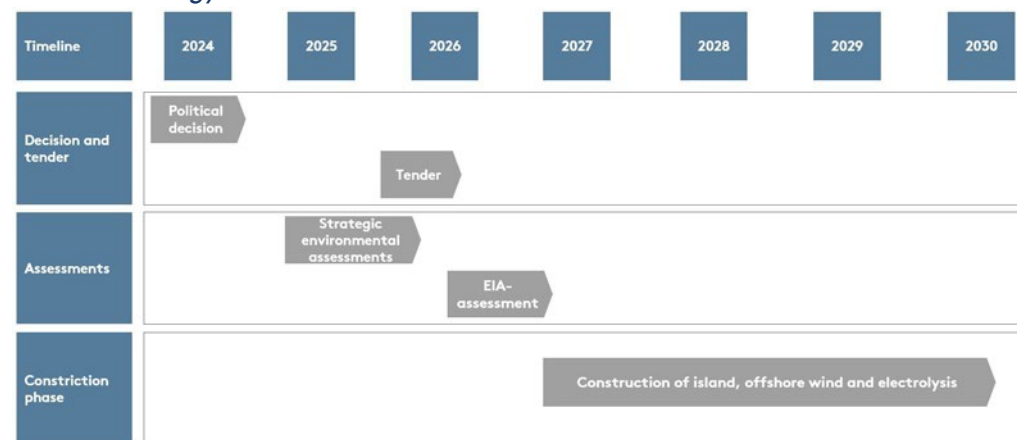 Timeline
2024
2025
2026
2027
2028
2029
2030
Decision and
tender
Political
decision
Tender
Assessments
Strategic
environmental
assessments
EIA-
assessment
Constriction
phase
Construction of island, offshore wind and electrolysis